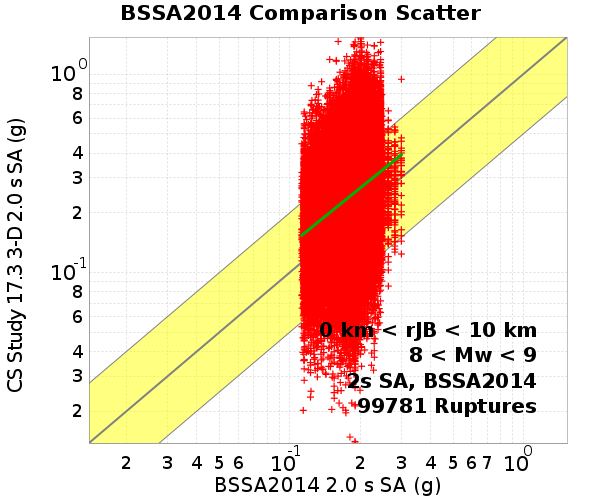 BSSA2014 Comparison Scatter
CS Study 17.3 3-D 2.0 s SA (g)
10^0
8
6
4
3
2
10^-1
8
6
4
3
2
0 km < rJB < 10 km
8 < Mw < 9
2s SA, BSSA2014
99781 Ruptures
2 3 4 5 6 10^-1 2 3 4 5 6 7 10^0
BSSA2014 2.0 s SA (g)